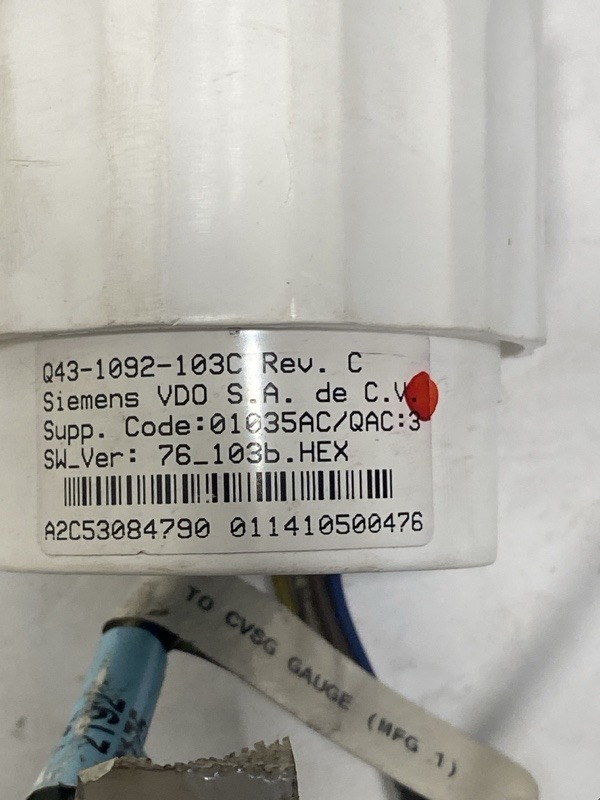 Q43-1092-103C Rev. C
Siemens VDO S.A. de C.V.
Supp. Code:01035AC/QAC:3
SW_Ver: 76_103b.HEX
A2C53084790 011410500476
TO CVSG GAUGE (MFG 1)